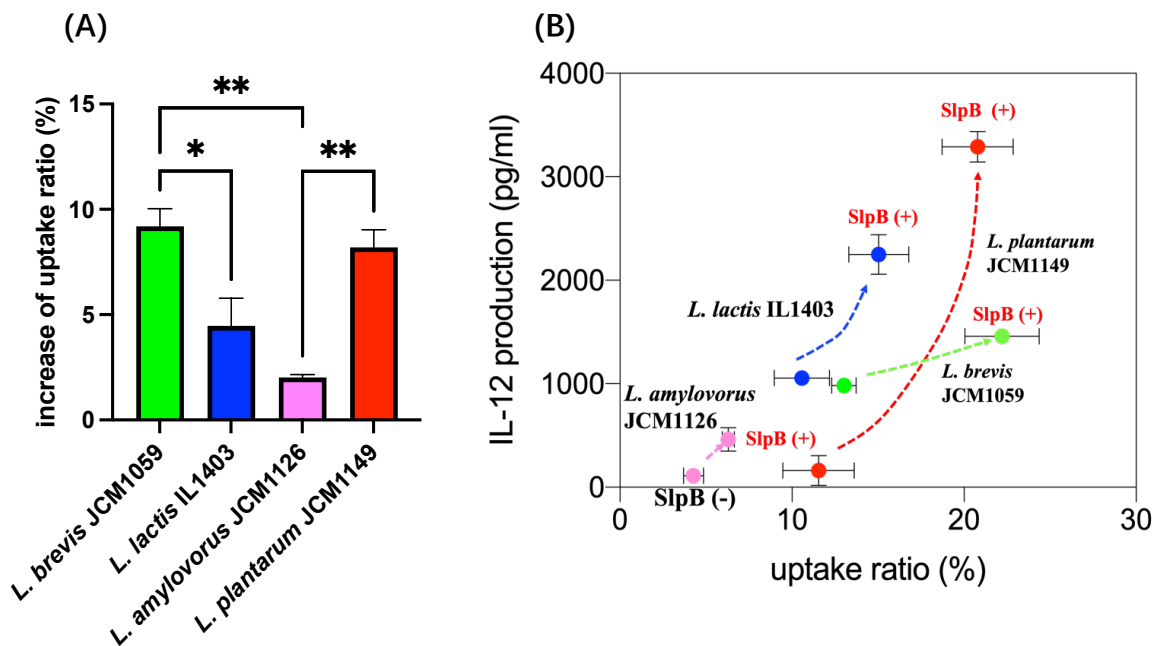 (A)
**
*
**
15
10
5
0
increase of uptake ratio (%)
L. brevis JCM1059
L. lactis IL1403
L. amylovorus JCM1126
L. plantarum JCM1149
(B)
4000
3000
2000
1000
0
IL-12 production (pg/ml)
SlpB (+)
SlpB (+)
L. plantarum
JCM1149
L. lactis IL1403
SlpB (+)
L. brevis
JCM1059
L. amylovorus
JCM1126
SlpB (+)
SlpB (-)
0
10
20
30
uptake ratio (%)